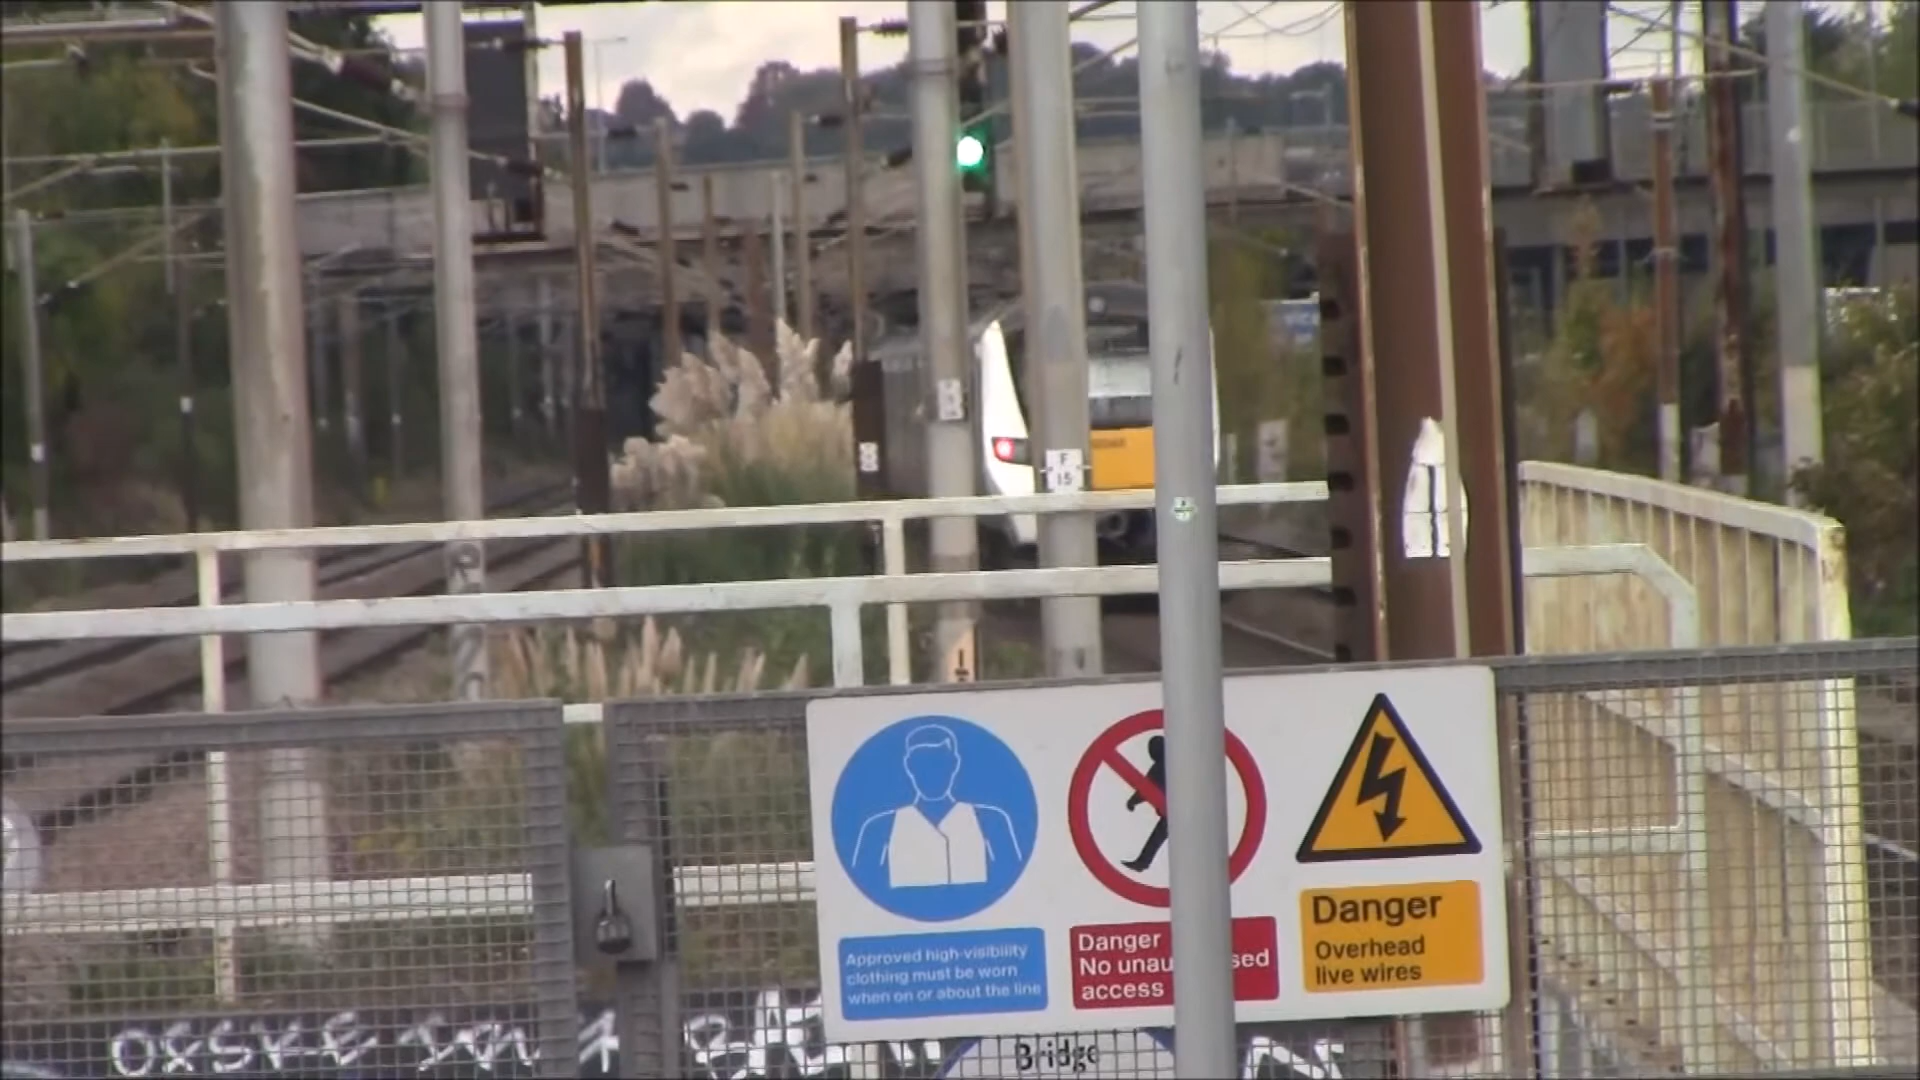 F
15
Approved high-visibility
clothing must be worn
when on or about the line
Danger
No unau sed
access
Danger
Overhead
live wires
Bridge